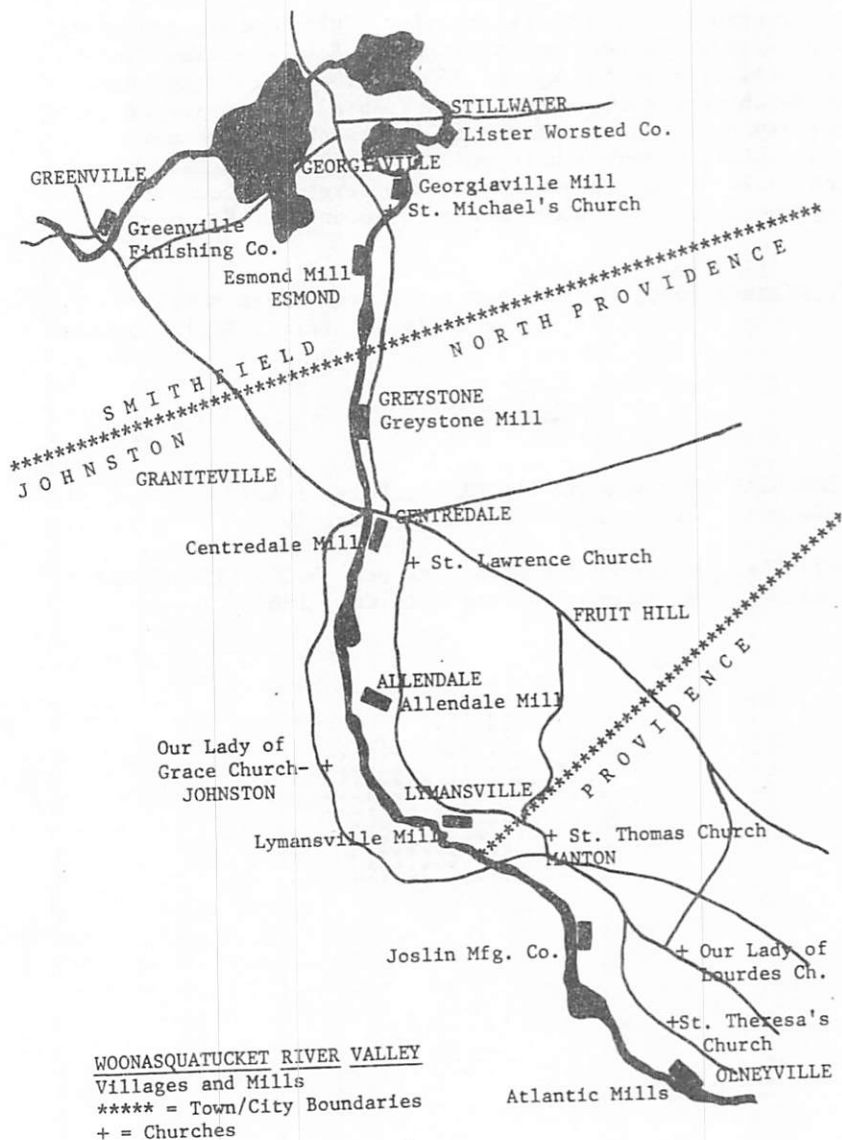 STILLWATER
Lister Worsted Co.
GEORGIAVILLE
GREENVILLE
Georgiaville Mill
St. Michael's Church
Greenville
Finishing Co.
Esmond Mill
ESMOND
NORTH PROVIDENCE
SMITHFIELD
JOHNSTON
GREYSTONE
Greystone Mill
GRANITEVILLE
CENTREDALE
Centredale Mill
St. Lawrence Church
FRUIT HILL
PROVIDENCE
ALLENDALE
Allendale Mill
Our Lady of
Grace Church-
JOHNSTON
LYMANSVILLE
Lymansville Mill
St. Thomas Church
MANTON
Joslin Mfg. Co.
Our Lady of
Lourdes Ch.
St. Theresa's
Church
OLNEYVILLE
Atlantic Mills
WOONASQUATUCKET RIVER VALLEY
Villages and Mills
***** = Town/City Boundaries
+ = Churches